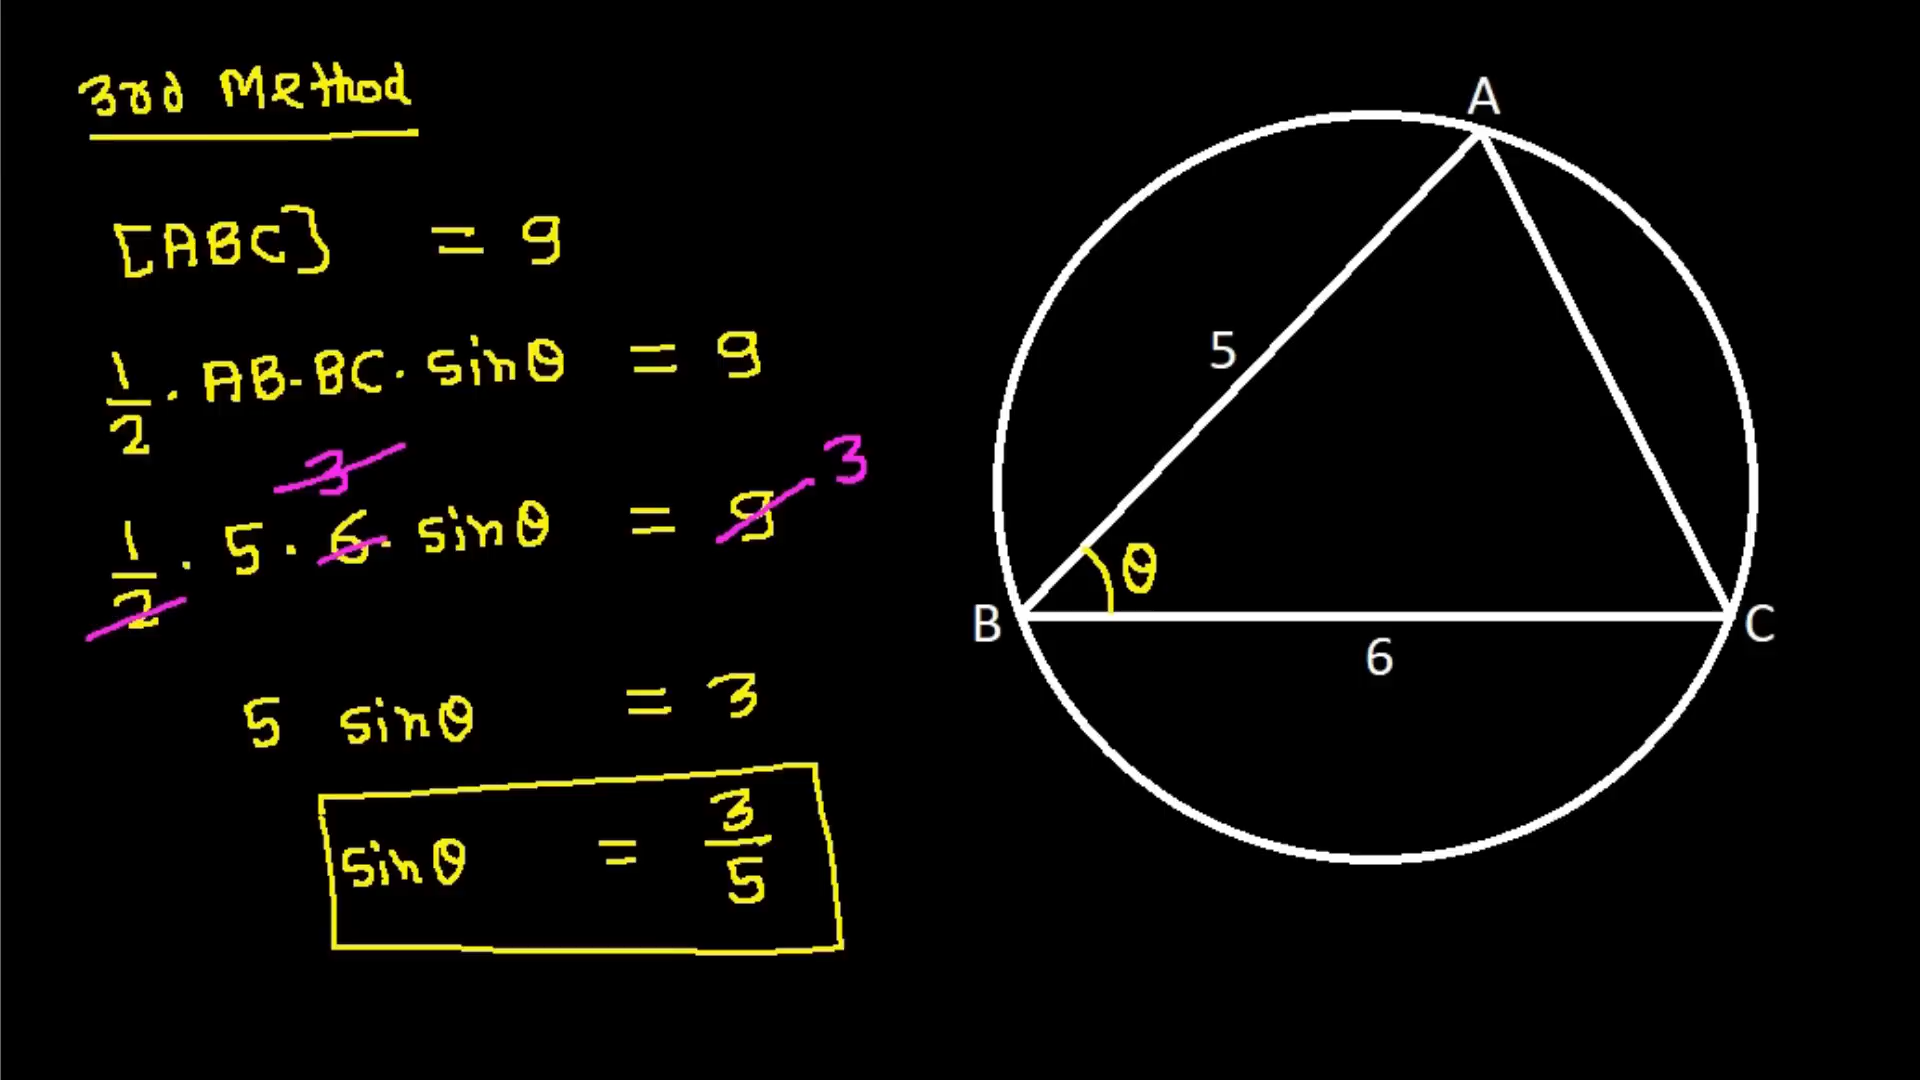 3rd Method
[ABC] = 9
1/2 · AB · BC · sinθ = 9
3 3
1/2 · 5 · 6 · sinθ = 9
5 sinθ = 3
sinθ = 3/5
A
5
θ
B C
6